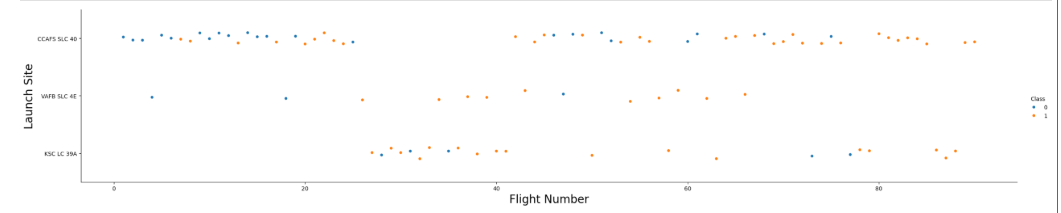 CCAFS SLC 40
VAFB SLC 4E
KSC LC 39A
Launch Site
0
20
40
60
80
Flight Number
Class
0
1